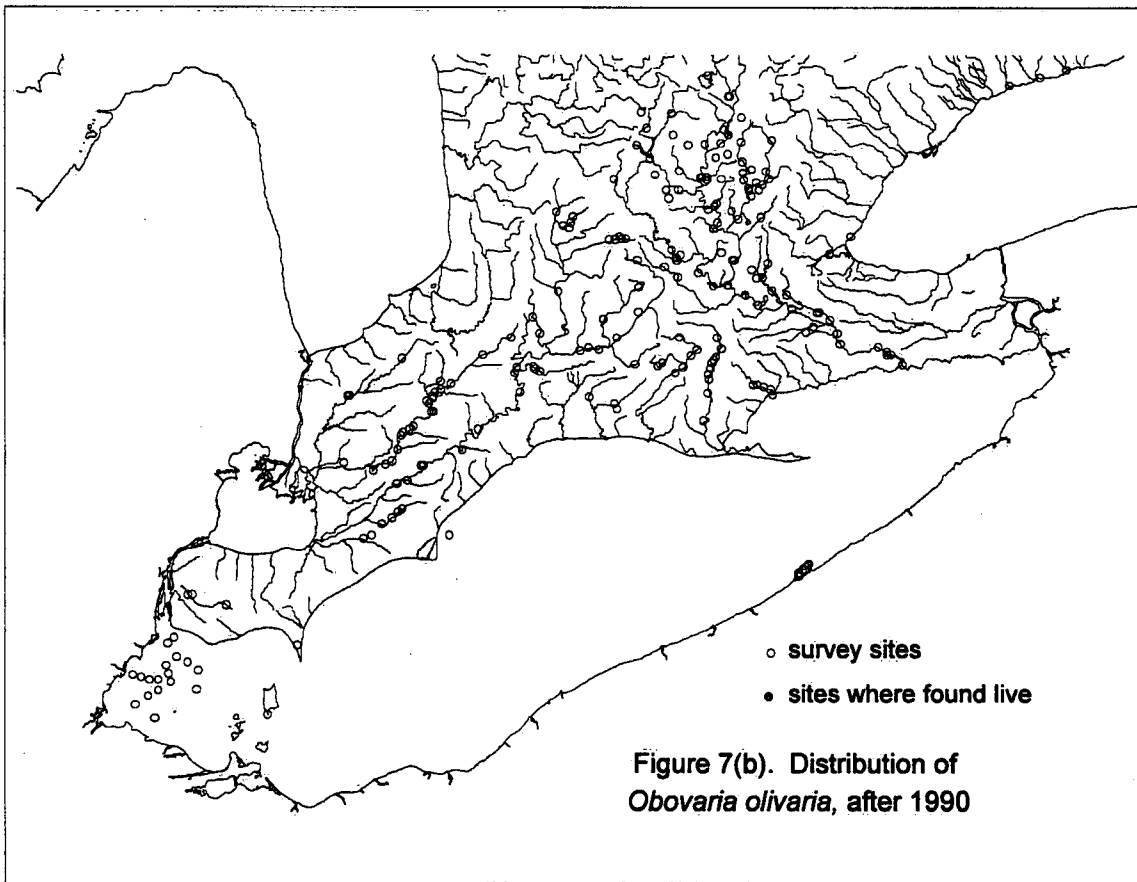 survey sites
sites where found live
Figure 7(b). Distribution of
Obovaria olivaria, after 1990